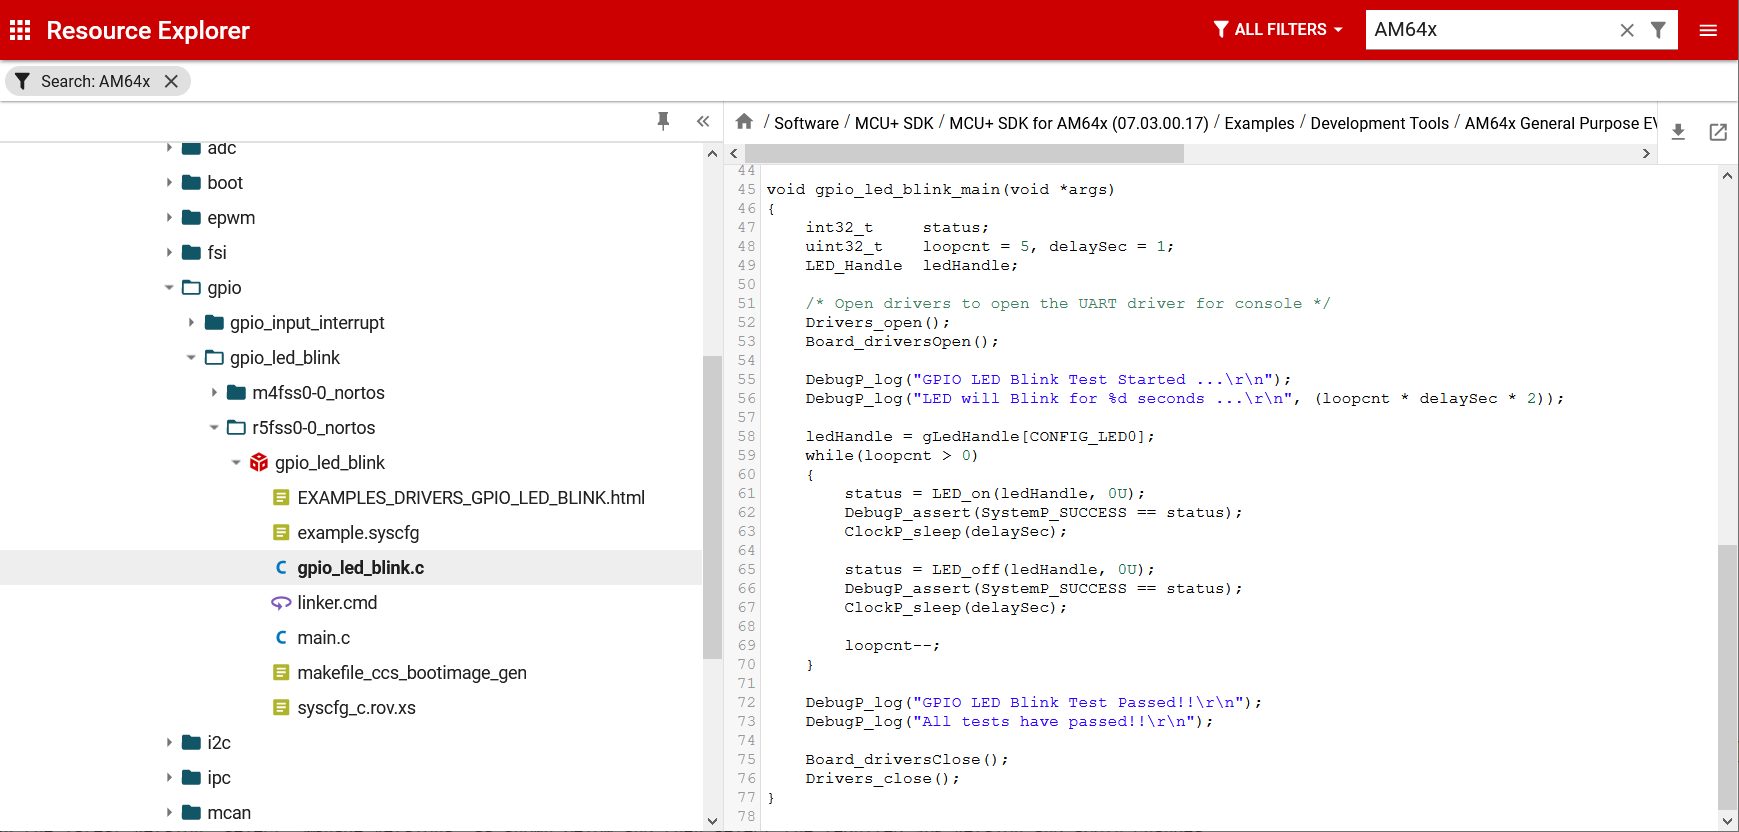 Resource Explorer
ALL FILTERS
AM64x
Search: AM64x
/ Software / MCU+ SDK / MCU+ SDK for AM64x (07.03.00.17) / Examples / Development Tools / AM64x General Purpose EV
adc
boot
epwm
fsi
gpio
gpio_input_interrupt
gpio_led_blink
m4fss0-0_nortos
r5fss0-0_nortos
gpio_led_blink
EXAMPLES_DRIVERS_GPIO_LED_BLINK.html
example.syscfg
C gpio_led_blink.c
linker.cmd
C main.c
makefile_ccs_bootimage_gen
syscfg_c.rov.xs
i2c
ipc
mcan
44
45 void gpio_led_blink_main(void *args)
46 {
47     int32_t     status;
48     uint32_t    loopcnt = 5, delaySec = 1;
49     LED_Handle  ledHandle;
50
51     /* Open drivers to open the UART driver for console */
52     Drivers_open();
53     Board_driversOpen();
54
55     DebugP_log("GPIO LED Blink Test Started ...\r\n");
56     DebugP_log("LED will Blink for %d seconds ...\r\n", (loopcnt * delaySec * 2));
57
58     ledHandle = gLedHandle[CONFIG_LED0];
59     while(loopcnt > 0)
60     {
61         status = LED_on(ledHandle, 0U);
62         DebugP_assert(SystemP_SUCCESS == status);
63         ClockP_sleep(delaySec);
64
65         status = LED_off(ledHandle, 0U);
66         DebugP_assert(SystemP_SUCCESS == status);
67         ClockP_sleep(delaySec);
68
69         loopcnt--;
70     }
71
72     DebugP_log("GPIO LED Blink Test Passed!!\r\n");
73     DebugP_log("All tests have passed!!\r\n");
74
75     Board_driversClose();
76     Drivers_close();
77 }
78